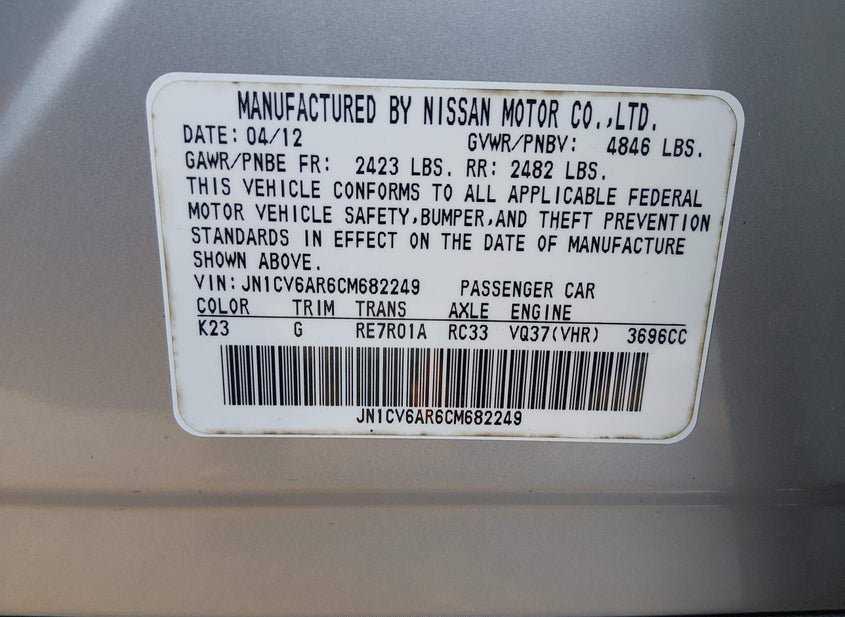 MANUFACTURED BY NISSAN MOTOR CO.,LTD.
DATE: 04/12 GVWR/PNBV: 4846 LBS.
GAWR/PNBE FR: 2423 LBS. RR: 2482 LBS.
THIS VEHICLE CONFORMS TO ALL APPLICABLE FEDERAL
MOTOR VEHICLE SAFETY,BUMPER,AND THEFT PREVENTION
STANDARDS IN EFFECT ON THE DATE OF MANUFACTURE
SHOWN ABOVE.
VIN: JN1CV6AR6CM682249 PASSENGER CAR
COLOR TRIM TRANS AXLE ENGINE
K23 G RE7R01A RC33 VQ37(VHR) 3696CC
JN1CV6AR6CM682249